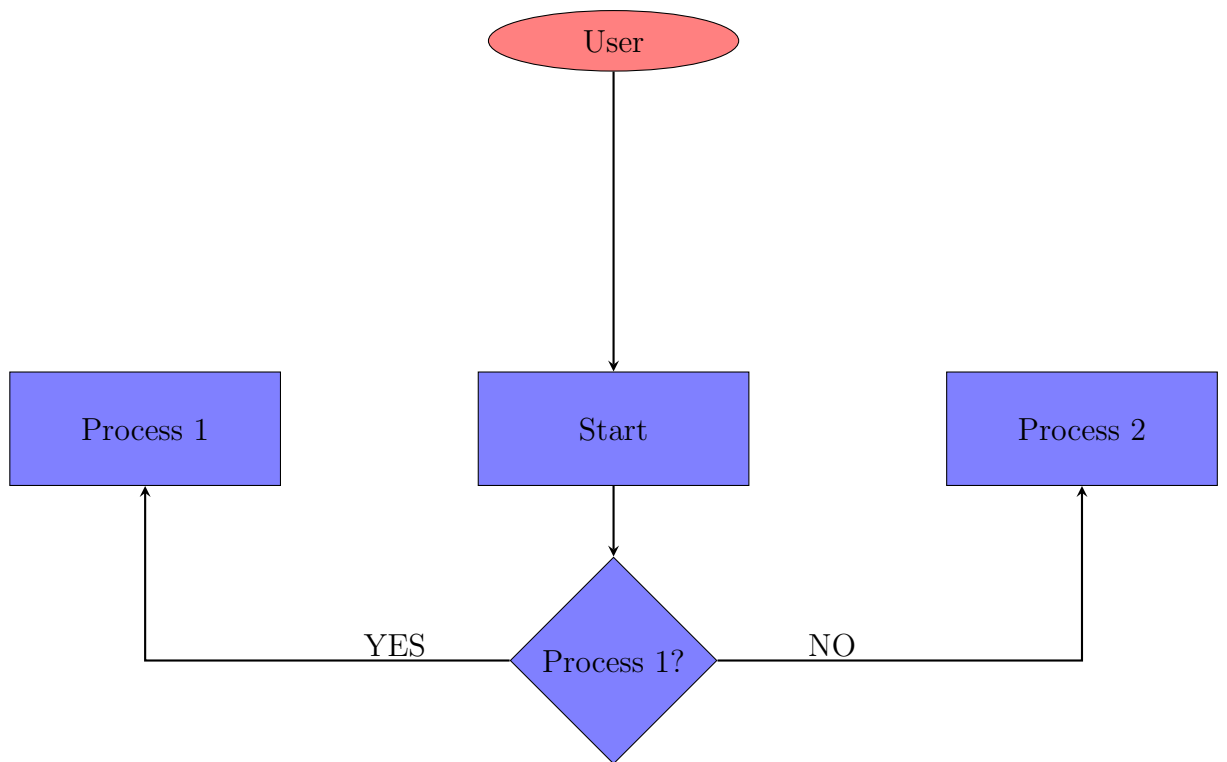 User
Process 1
Start
Process 2
YES
NO
Process 1?